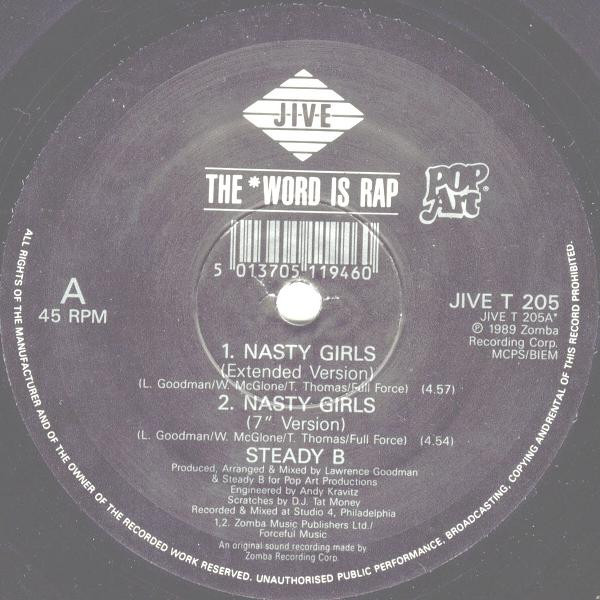 J·I·V·E
THE *WORD IS RAP
POP Art®
5 013705 119460
A
45 RPM
JIVE T 205
JIVE T 205A*
℗ 1989 Zomba
Recording Corp.
MCPS/BIEM
1. NASTY GIRLS
(Extended Version)
(L. Goodman/W. McGlone/T. Thomas/Full Force) (4.57)
2. NASTY GIRLS
(7" Version)
(L. Goodman/W. McGlone/T. Thomas/Full Force) (4.54)
STEADY B
Produced, Arranged & Mixed by Lawrence Goodman
& Steady B for Pop Art Productions
Engineered by Andy Kravitz
Scratches by D.J. Tat Money
Recorded & Mixed at Studio 4, Philadelphia
1,2. Zomba Music Publishers Ltd./
Forceful Music
An original sound recording made by
Zomba Recording Corp.
ALL RIGHTS OF THE MANUFACTURER AND OF THE OWNER OF THE RECORDED WORK RESERVED. UNAUTHORISED PUBLIC PERFORMANCE, BROADCASTING, COPYING AND RENTAL OF THIS RECORD PROHIBITED.